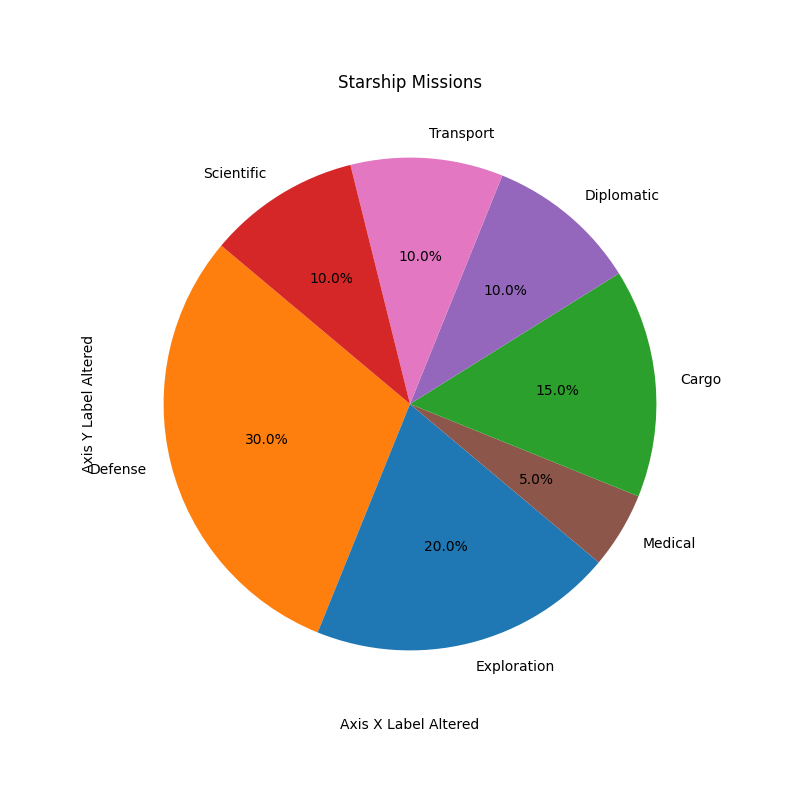 Starship Missions
Transport
Scientific
Diplomatic
10.0%
10.0%
10.0%
Cargo
15.0%
Axis Y Label Altered
30.0%
Defense
5.0%
Medical
20.0%
Exploration
Axis X Label Altered